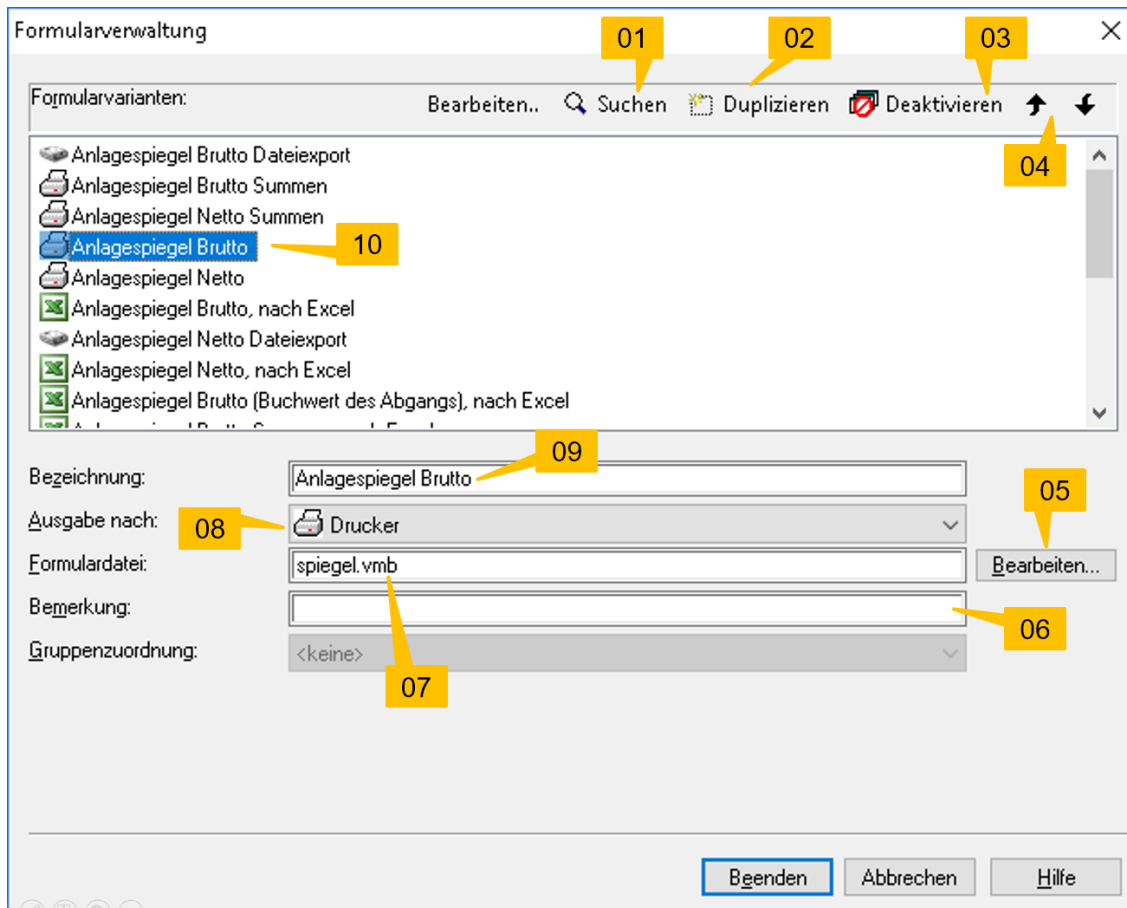 Formularverwaltung
01
02
03
Formularvarianten:
Bearbeiten.. Suchen Duplizieren Deaktivieren
04
Anlagespiegel Brutto Dateiexport
Anlagespiegel Brutto Summen
Anlagespiegel Netto Summen
Anlagespiegel Brutto
10
Anlagespiegel Netto
Anlagespiegel Brutto, nach Excel
Anlagespiegel Netto Dateiexport
Anlagespiegel Netto, nach Excel
Anlagespiegel Brutto (Buchwert des Abgangs), nach Excel
09
Bezeichnung: Anlagespiegel Brutto
05
08
Ausgabe nach: Drucker
Formulardatei: spiegel.vmb Bearbeiten...
Bemerkung:
06
Gruppenzuordnung: <keine>
07
Beenden Abbrechen Hilfe